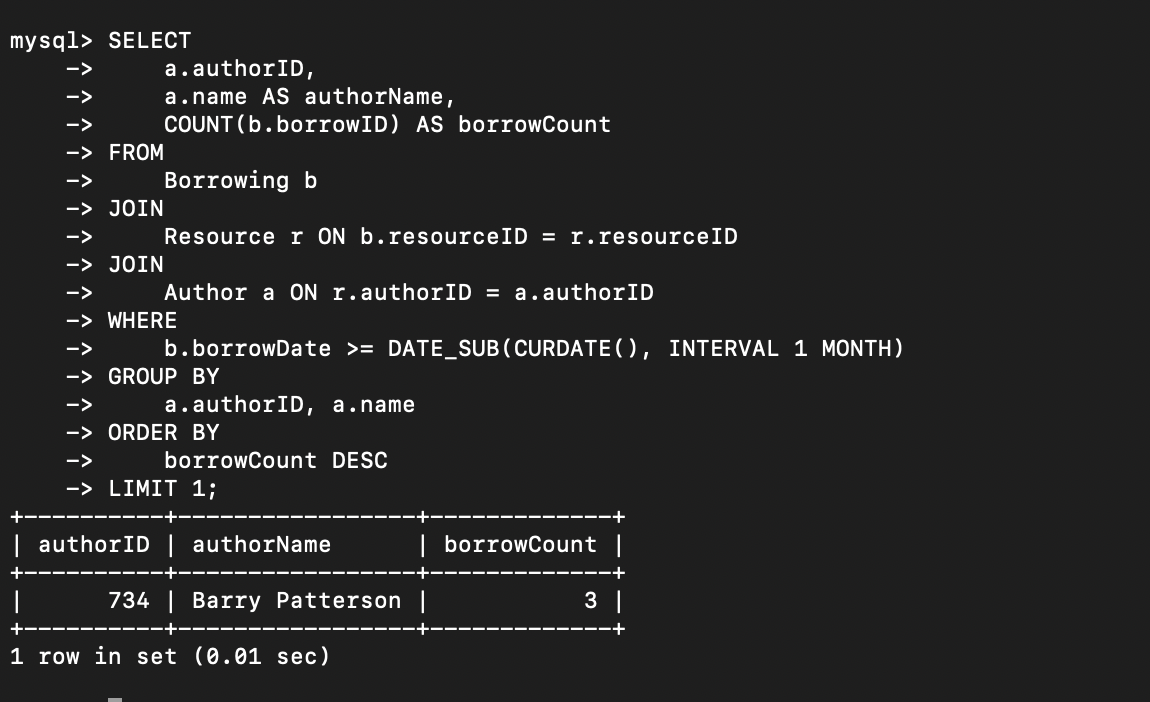 mysql> SELECT
    ->     a.authorID,
    ->     a.name AS authorName,
    ->     COUNT(b.borrowID) AS borrowCount
    -> FROM
    ->     Borrowing b
    -> JOIN
    ->     Resource r ON b.resourceID = r.resourceID
    -> JOIN
    ->     Author a ON r.authorID = a.authorID
    -> WHERE
    ->     b.borrowDate >= DATE_SUB(CURDATE(), INTERVAL 1 MONTH)
    -> GROUP BY
    ->     a.authorID, a.name
    -> ORDER BY
    ->     borrowCount DESC
    -> LIMIT 1;
+----------+-----------------+-------------+
| authorID | authorName      | borrowCount |
+----------+-----------------+-------------+
|      734 | Barry Patterson |           3 |
+----------+-----------------+-------------+
1 row in set (0.01 sec)